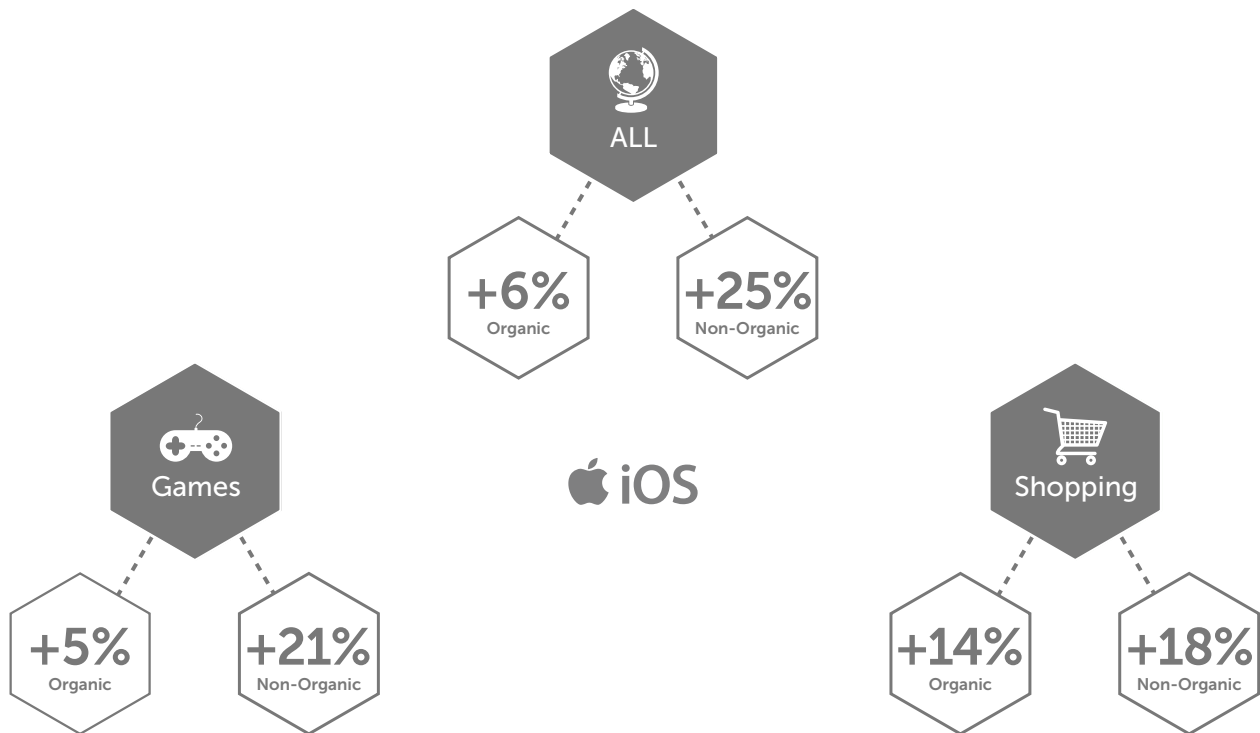 ALL
+6%
Organic
+25%
Non-Organic
Games
iOS
Shopping
+5%
Organic
+21%
Non-Organic
+14%
Organic
+18%
Non-Organic